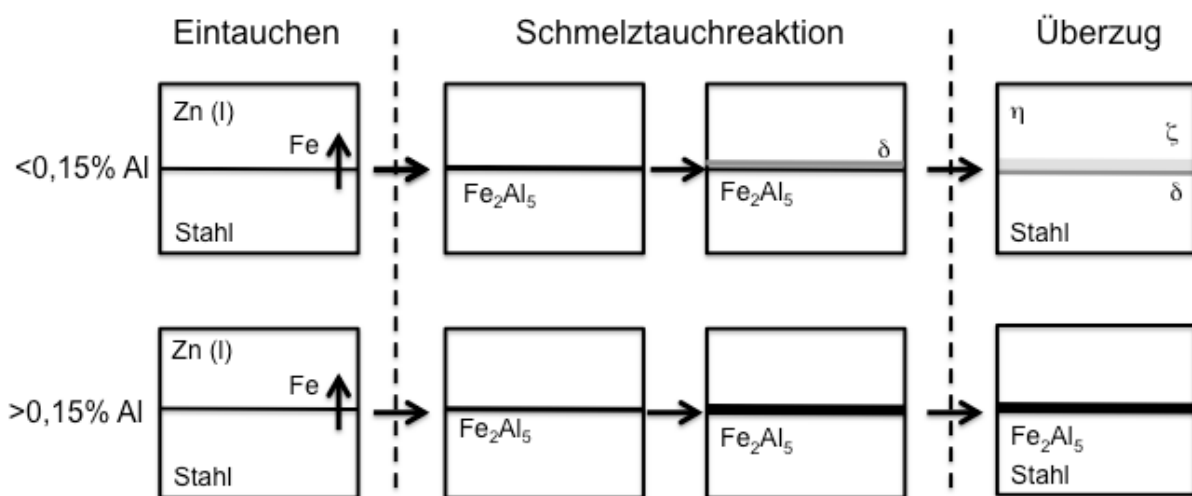 Eintauchen
Schmelztauchreaktion
Überzug
<0,15% Al
Zn (l)
Fe
Stahl
Fe₂Al₅
δ
Fe₂Al₅
η
ζ
δ
Stahl
>0,15% Al
Zn (l)
Fe
Stahl
Fe₂Al₅
Fe₂Al₅
Fe₂Al₅
Stahl